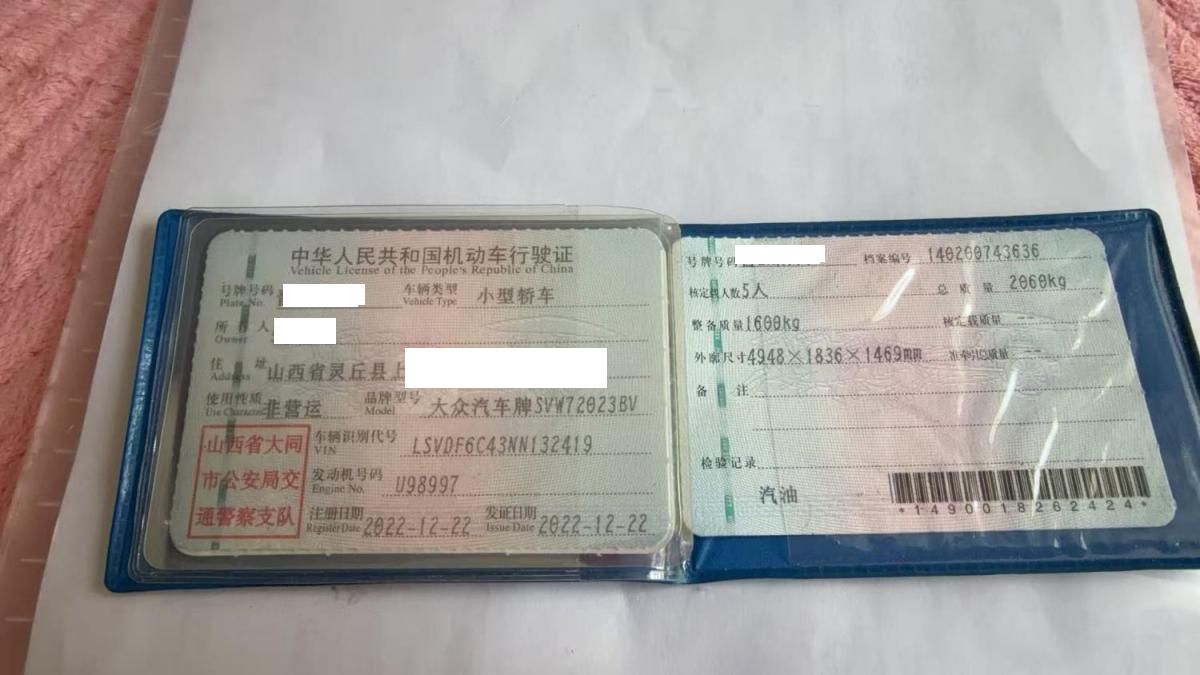 中华人民共和国机动车行驶证
Vehicle License of the People's Republic of China
号牌号码 Plate No. 车辆类型 Vehicle Type 小型轿车
所有人 Owner
住址 Address 山西省灵丘县上
使用性质 Use Character 非营运 品牌型号 Model 大众汽车牌SVW72023BV
山西省大同
市公安局交
通警察支队
车辆识别代号 VIN LSVDF6C43NN132419
发动机号码 Engine No. U98997
注册日期 Register Date 2022-12-22 发证日期 Issue Date 2022-12-22
号牌号码 档案编号 140200743636
核定载人数 5人 总质量 2060kg
整备质量 1600kg 核定载质量 --
外廓尺寸 4948×1836×1469mm 准牵引总质量 --
备注
检验记录
汽油
*1490018262424*